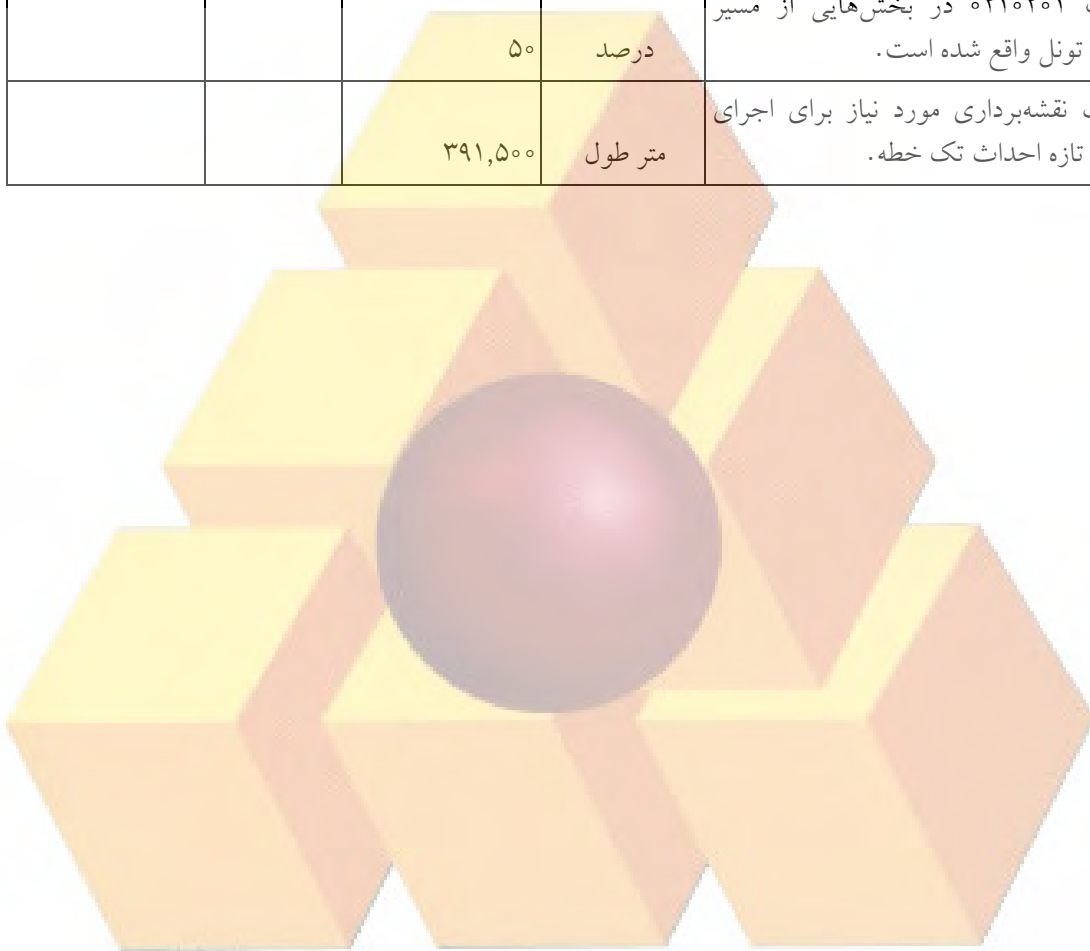 ۰۲۱۰۲۰۱ در بخش‌هایی از مسیر
تونل واقع شده است. درصد ۵۰
نقشه‌برداری مورد نیاز برای اجرای
تازه احداث تک خطه. متر طول ۳۹۱,۵۰۰